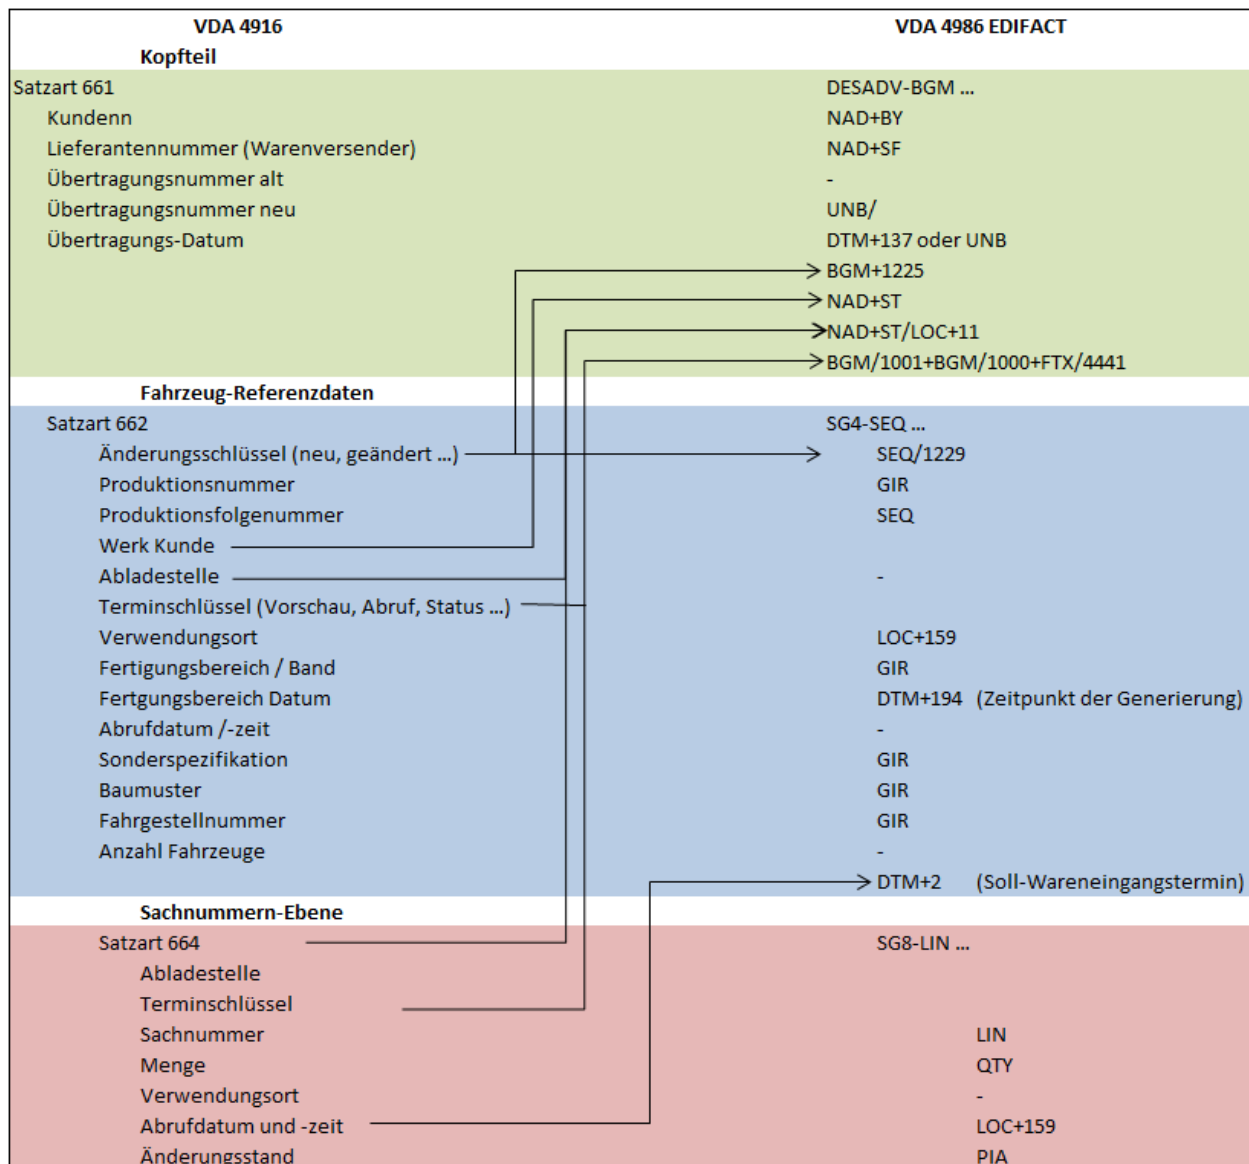 VDA 4916 VDA 4986 EDIFACT
Kopfteil
Satzart 661 DESADV-BGM ...
Kundenn NAD+BY
Lieferantennummer (Warenversender) NAD+SF
Übertragungsnummer alt -
Übertragungsnummer neu UNB/
Übertragungs-Datum DTM+137 oder UNB
BGM+1225
NAD+ST
NAD+ST/LOC+11
BGM/1001+BGM/1000+FTX/4441
Fahrzeug-Referenzdaten
Satzart 662 SG4-SEQ ...
Änderungsschlüssel (neu, geändert ...) SEQ/1229
Produktionsnummer GIR
Produktionsfolgenummer SEQ
Werk Kunde
Abladestelle -
Terminschlüssel (Vorschau, Abruf, Status ...)
Verwendungsort LOC+159
Fertigungsbereich / Band GIR
Fertgungsbereich Datum DTM+194 (Zeitpunkt der Generierung)
Abrufdatum /-zeit -
Sonderspezifikation GIR
Baumuster GIR
Fahrgestellnummer GIR
Anzahl Fahrzeuge -
DTM+2 (Soll-Wareneingangstermin)
Sachnummern-Ebene
Satzart 664 SG8-LIN ...
Abladestelle
Terminschlüssel
Sachnummer LIN
Menge QTY
Verwendungsort -
Abrufdatum und -zeit LOC+159
Änderungsstand PIA